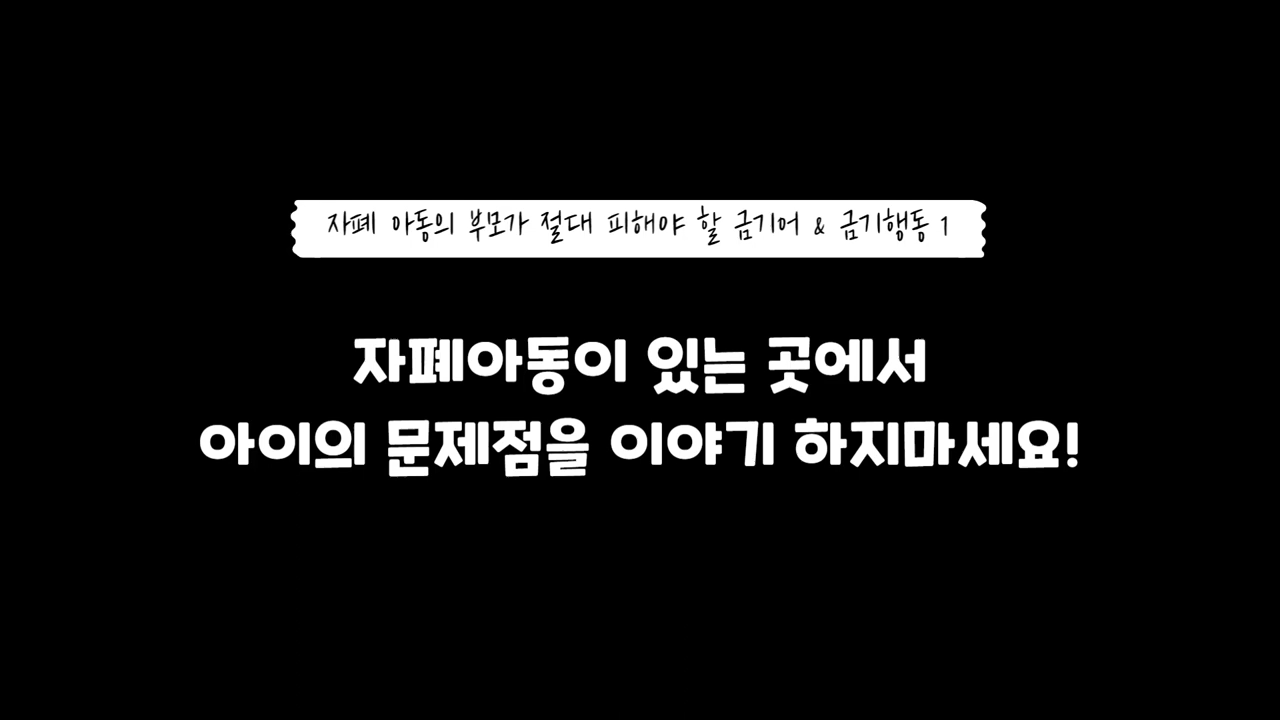 자폐 아동의 부모가 절대 피해야 할 금기어 & 금기행동 1
자폐아동이 있는 곳에서
아이의 문제점을 이야기 하지마세요!